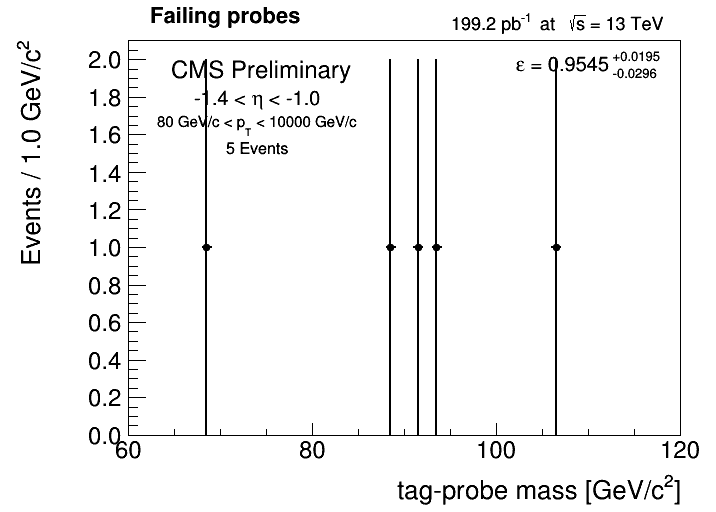 Failing probes
199.2 pb⁻¹ at √s = 13 TeV
CMS Preliminary
ε = 0.9545 +0.0195 -0.0296
-1.4 < η < -1.0
80 GeV/c < p_T < 10000 GeV/c
5 Events
Events / 1.0 GeV/c²
2.0
1.8
1.6
1.4
1.2
1.0
0.8
0.6
0.4
0.2
0.0
60 80 100 120
tag-probe mass [GeV/c²]